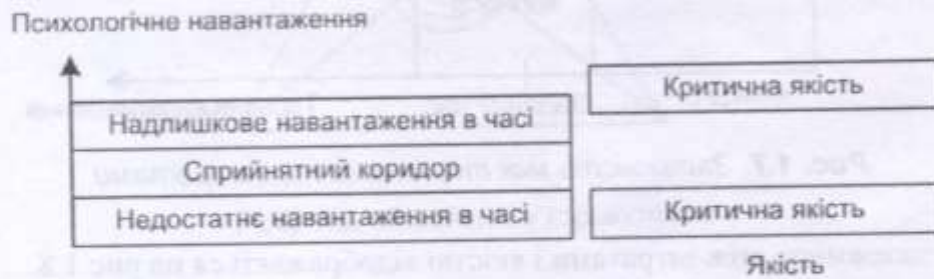 Психологічне навантаження
Критична якість
Надлишкове навантаження в часі
Сприйнятний коридор
Недостатнє навантаження в часі
Критична якість
Якість